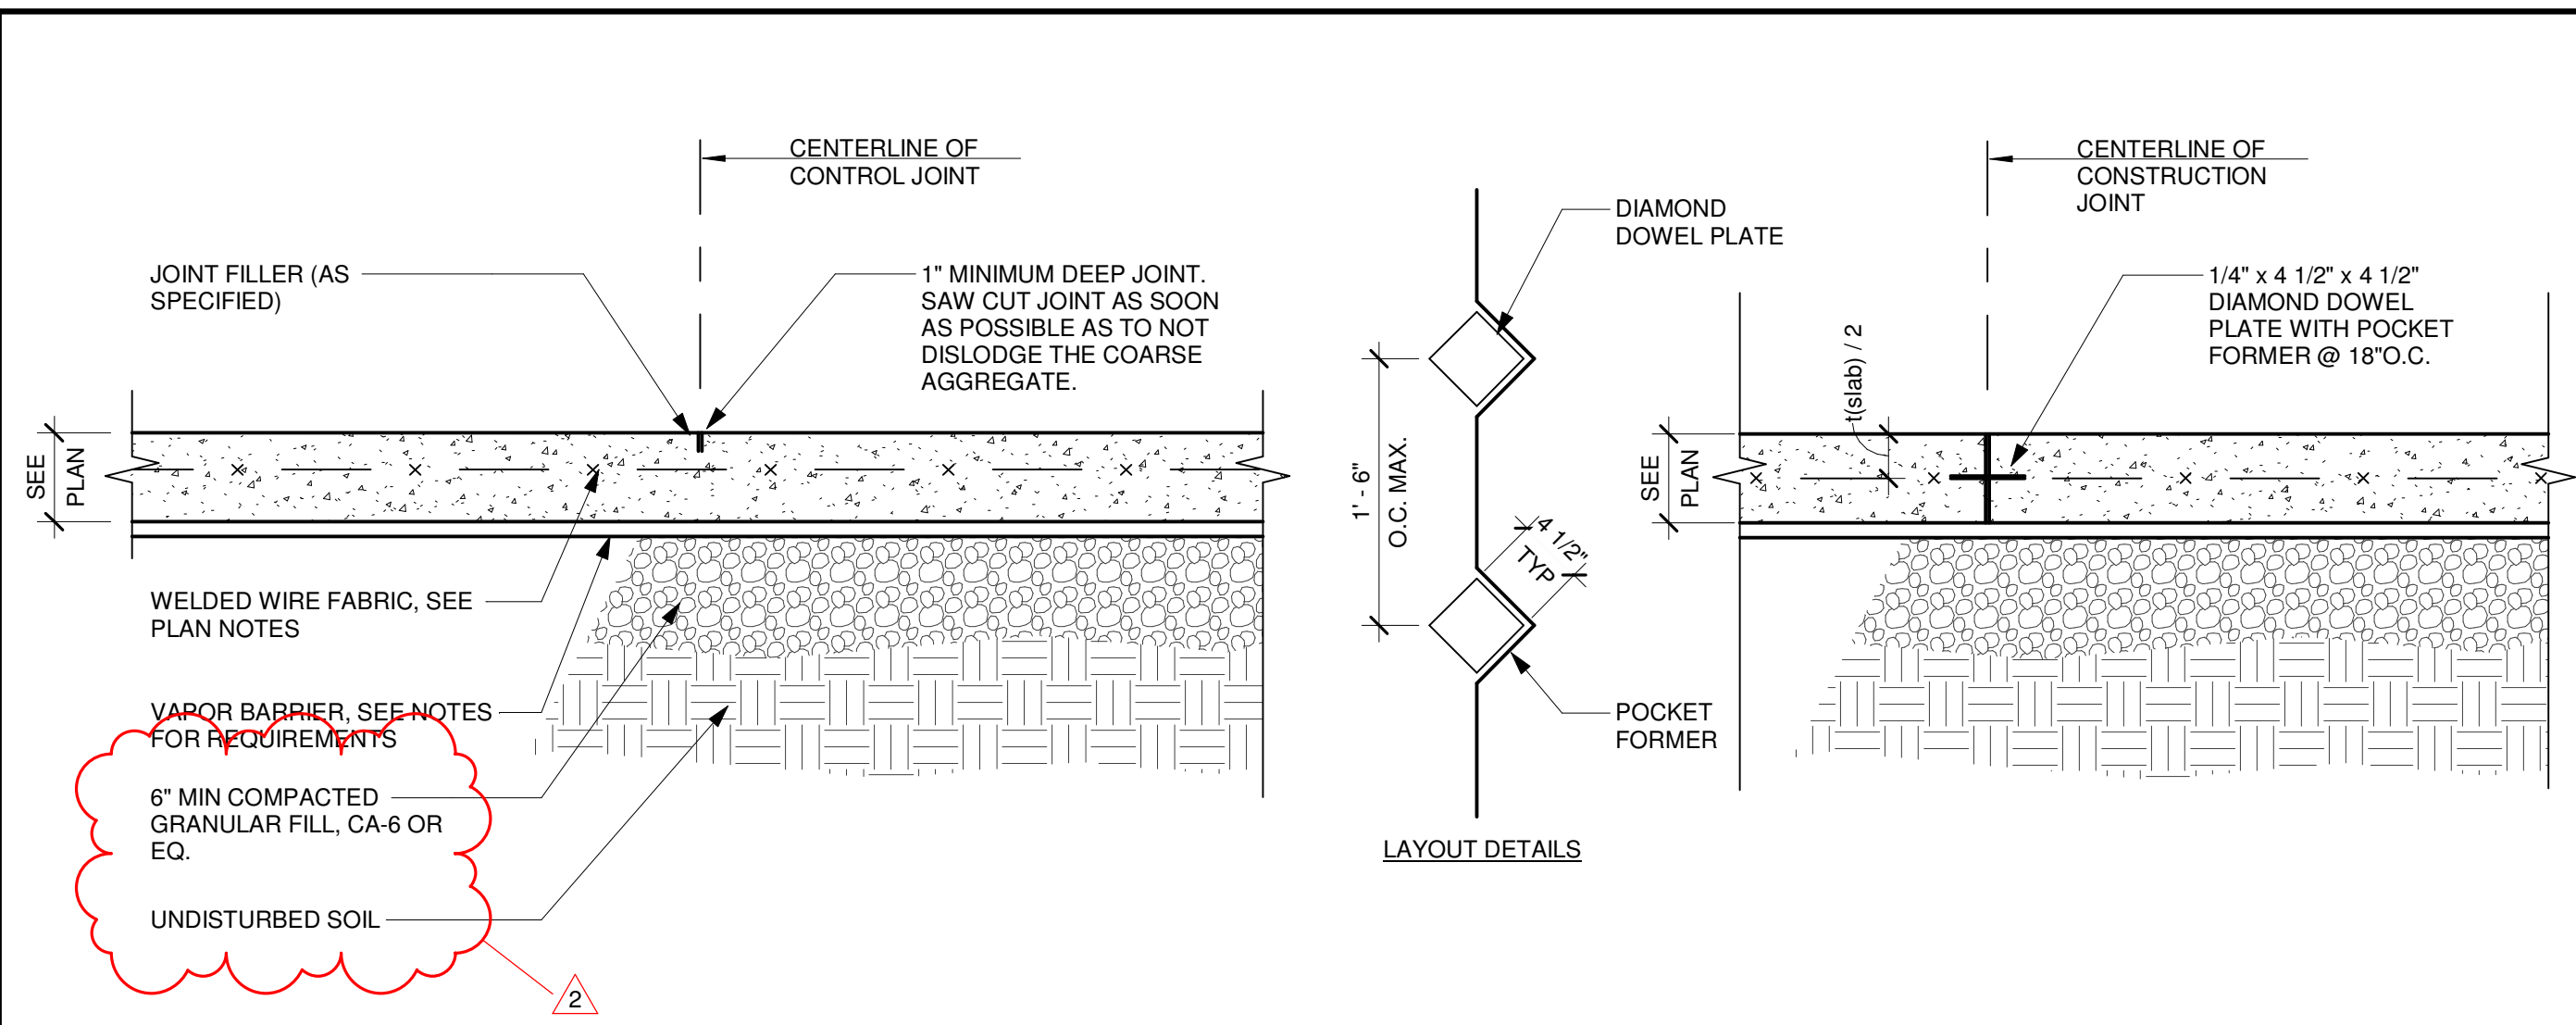 CENTERLINE OF
CONTROL JOINT
JOINT FILLER (AS
SPECIFIED)
1" MINIMUM DEEP JOINT.
SAW CUT JOINT AS SOON
AS POSSIBLE AS TO NOT
DISLODGE THE COARSE
AGGREGATE.
SEE
PLAN
WELDED WIRE FABRIC, SEE
PLAN NOTES
VAPOR BARRIER, SEE NOTES
FOR REQUIREMENTS
6" MIN COMPACTED
GRANULAR FILL, CA-6 OR
EQ.
UNDISTURBED SOIL
2
DIAMOND
DOWEL PLATE
1' - 6"
O.C. MAX.
4 1/2"
TYP
POCKET
FORMER
LAYOUT DETAILS
CENTERLINE OF
CONSTRUCTION
JOINT
1/4" x 4 1/2" x 4 1/2"
DIAMOND DOWEL
PLATE WITH POCKET
FORMER @ 18"O.C.
t(slab) / 2
SEE
PLAN